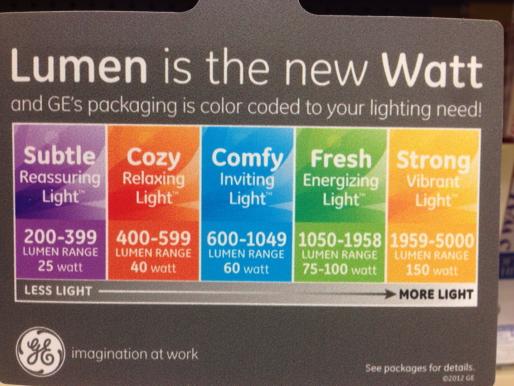 Lumen is the new Watt
and GE's packaging is color coded to your lighting need!
Subtle
Reassuring
Light™
200-399
LUMEN RANGE
25 watt
Cozy
Relaxing
Light™
400-599
LUMEN RANGE
40 watt
Comfy
Inviting
Light™
600-1049
LUMEN RANGE
60 watt
Fresh
Energizing
Light™
1050-1958
LUMEN RANGE
75-100 watt
Strong
Vibrant
Light™
1959-5000
LUMEN RANGE
150 watt
LESS LIGHT MORE LIGHT
GE imagination at work
See packages for details.
©2012 GE